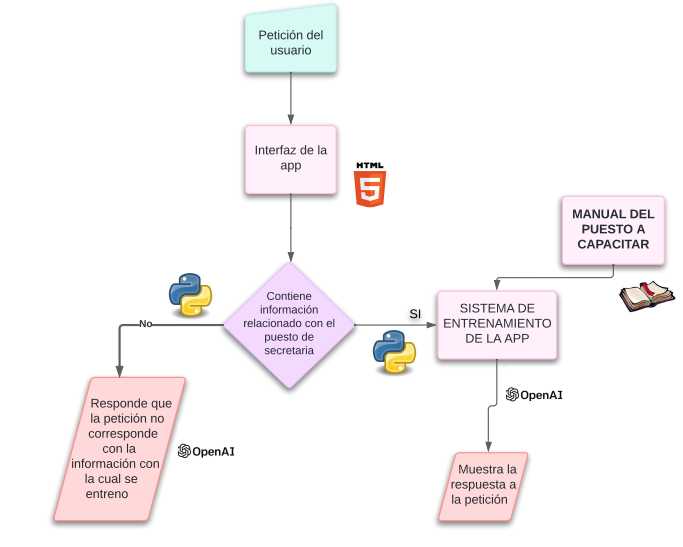 Petición del
usuario
Interfaz de la
app
HTML
5
MANUAL DEL
PUESTO A
CAPACITAR
Contiene
información
relacionado con el
puesto de
secretaria
No
SI
SISTEMA DE
ENTRENAMIENTO
DE LA APP
OpenAI
Responde que
la petición no
corresponde
con la
información con
la cual se
entreno
OpenAI
Muestra la
respuesta a
la petición